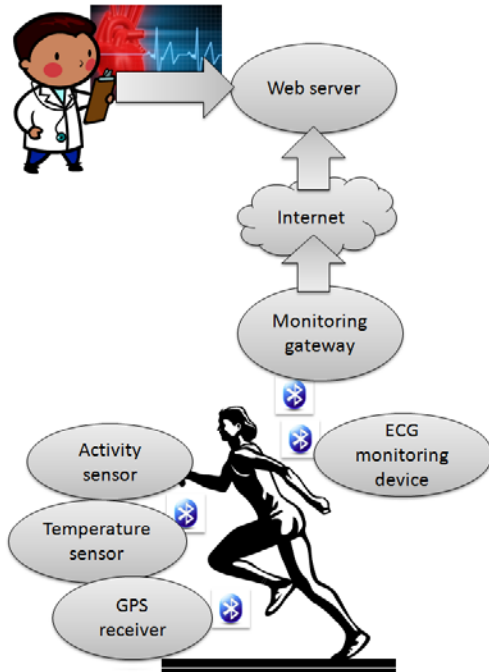 Web server
Internet
Monitoring
gateway
ECG
monitoring
device
Activity
sensor
Temperature
sensor
GPS
receiver